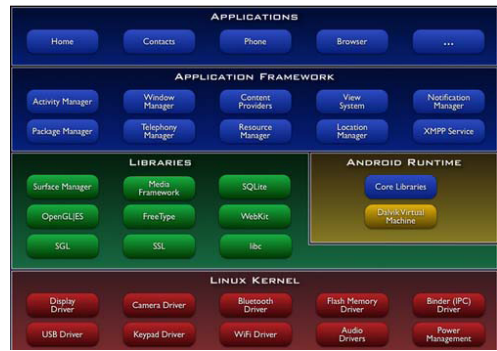 APPLICATIONS
Home Contacts Phone Browser ...
APPLICATION FRAMEWORK
Activity Manager Window Manager Content Providers View System Notification Manager
Package Manager Telephony Manager Resource Manager Location Manager XMPP Service
LIBRARIES
Surface Manager Media Framework SQLite
OpenGL|ES FreeType WebKit
SGL SSL libc
ANDROID RUNTIME
Core Libraries
Dalvik Virtual Machine
LINUX KERNEL
Display Driver Camera Driver Bluetooth Driver Flash Memory Driver Binder (IPC) Driver
USB Driver Keypad Driver WiFi Driver Audio Drivers Power Management